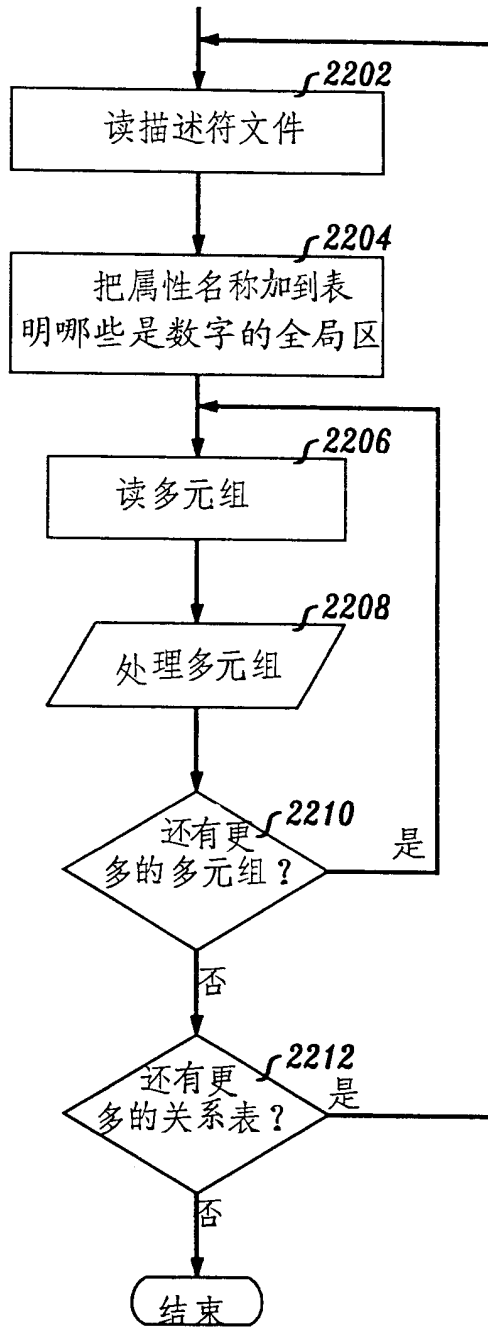 2202
读描述符文件
2204
把属性名称加到表
明哪些是数字的全局区
2206
读多元组
2208
处理多元组
2210
还有更
多的多元组?
是
否
2212
还有更
多的关系表?
是
否
结束